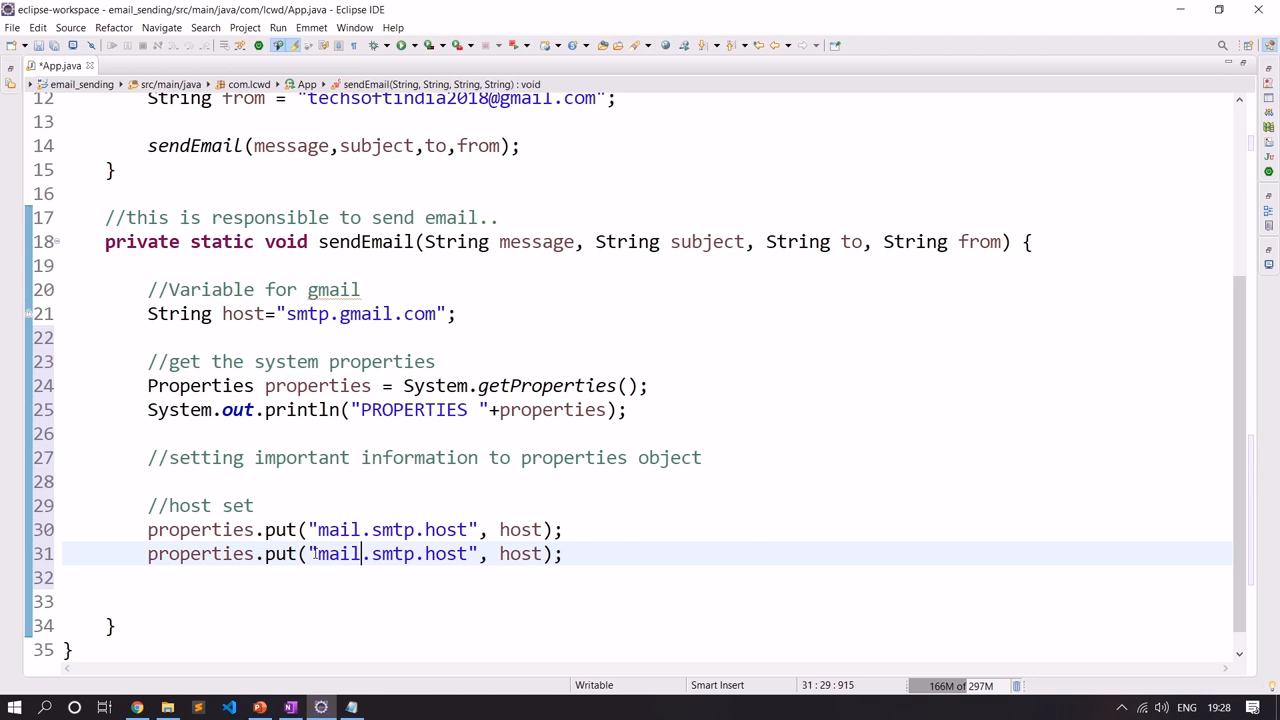 eclipse-workspace - email_sending/src/main/java/com/lcwd/App.java - Eclipse IDE
File Edit Source Refactor Navigate Search Project Run Emmet Window Help
*App.java
email_sending src/main/java com.lcwd App sendEmail(String, String, String, String) : void
12 String from = "techsoftindia2018@gmail.com";
13
14 sendEmail(message,subject,to,from);
15 }
16
17 //this is responsible to send email..
18 private static void sendEmail(String message, String subject, String to, String from) {
19
20 //Variable for gmail
21 String host="smtp.gmail.com";
22
23 //get the system properties
24 Properties properties = System.getProperties();
25 System.out.println("PROPERTIES "+properties);
26
27 //setting important information to properties object
28
29 //host set
30 properties.put("mail.smtp.host", host);
31 properties.put("mail.smtp.host", host);
32
33
34 }
35 }
Writable Smart Insert 31 : 29 : 915 166M of 297M
ENG 19:28